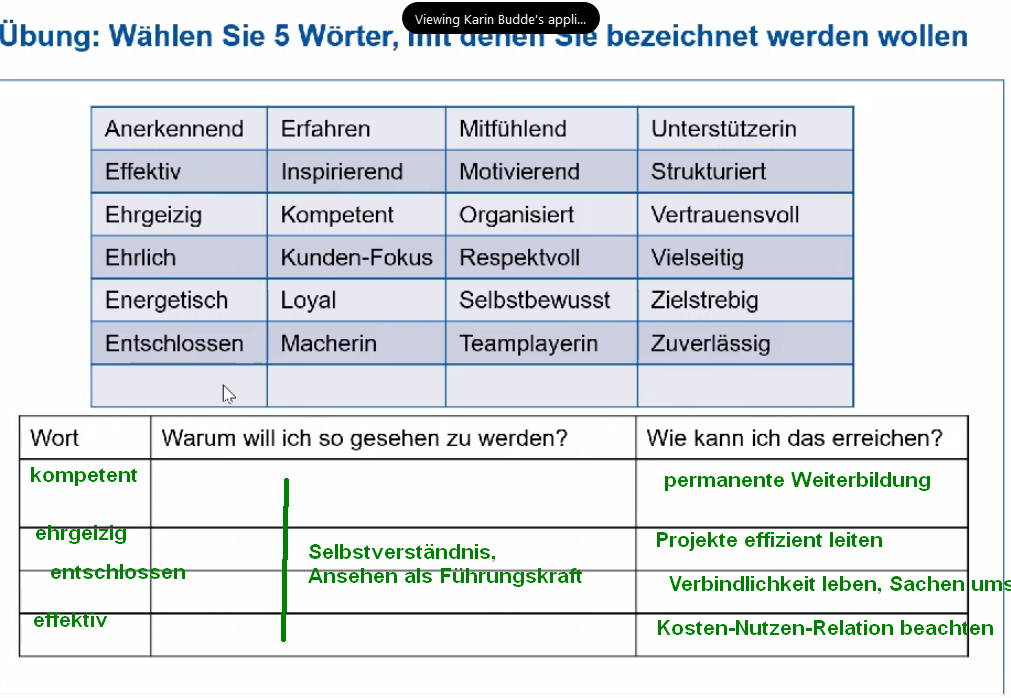 Viewing Karin Budde's appli...
Übung: Wählen Sie 5 Wörter, mit denen Sie bezeichnet werden wollen
Anerkennend Erfahren Mitfühlend Unterstützerin
Effektiv Inspirierend Motivierend Strukturiert
Ehrgeizig Kompetent Organisiert Vertrauensvoll
Ehrlich Kunden-Fokus Respektvoll Vielseitig
Energetisch Loyal Selbstbewusst Zielstrebig
Entschlossen Macherin Teamplayerin Zuverlässig
Wort Warum will ich so gesehen zu werden? Wie kann ich das erreichen?
kompetent permanente Weiterbildung
ehrgeizig Projekte effizient leiten
Selbstverständnis,
entschlossen Ansehen als Führungskraft Verbindlichkeit leben, Sachen ums
effektiv Kosten-Nutzen-Relation beachten